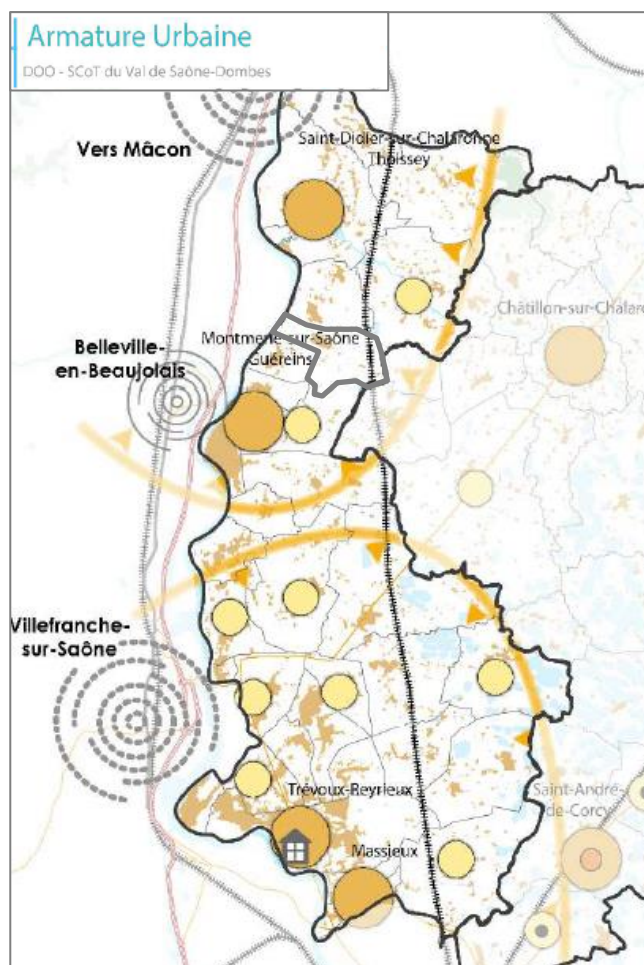 Armature Urbaine
DOO - SCoT du Val de Saône-Dombes
Vers Mâcon
Saint-Didier-sur-Chalaronne
Thoissey
Châtillon-sur-Chalar
Montmerle-sur-Saône
Guéreins
Belleville-
en-Beaujolais
Villefranche-
sur-Saône
Trévoux-Reyrieux
Saint-André-
de-Corcy
Massieux